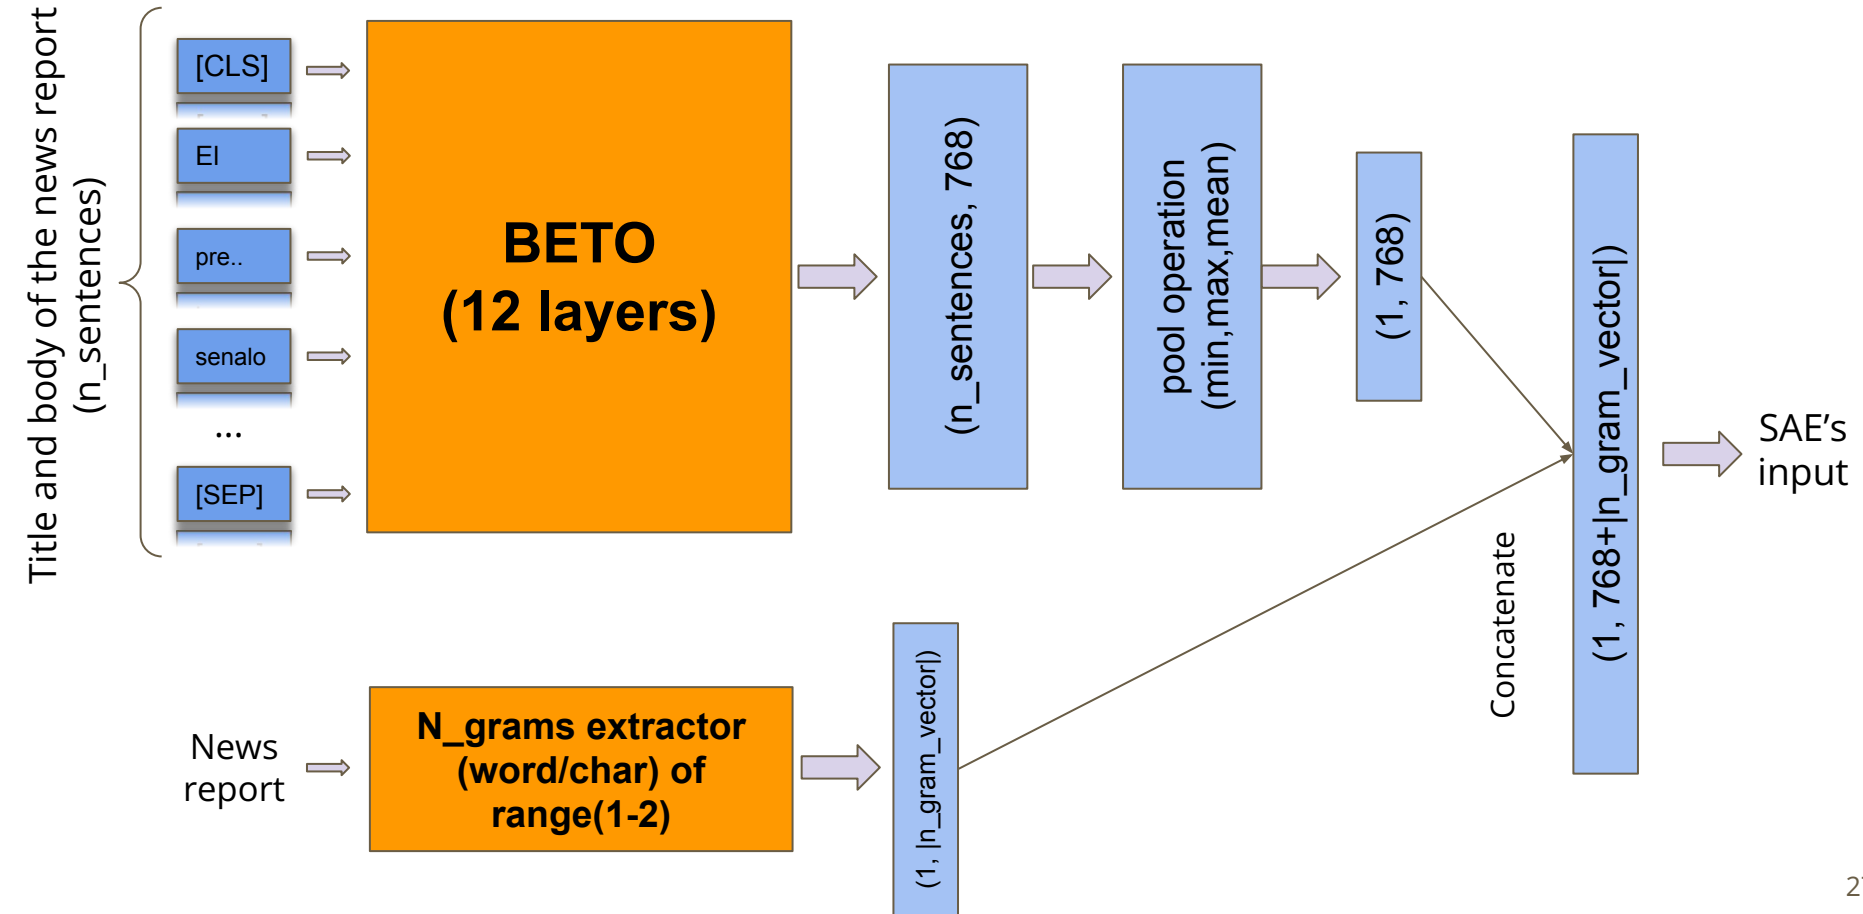 Title and body of the news report
(n_sentences)
[CLS]
El
pre..
senalo
...
[SEP]
BETO
(12 layers)
(n_sentences, 768)
pool operation
(min,max,mean)
(1, 768)
(1, 768+|n_gram_vector|)
SAE's
input
Concatenate
News
report
N_grams extractor
(word/char) of
range(1-2)
(1, |n_gram_vector|)